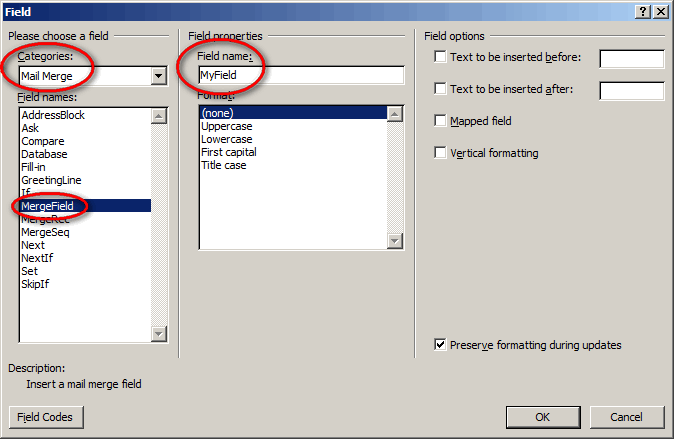 Field
Please choose a field
Categories:
Mail Merge
Field names:
AddressBlock
Ask
Compare
Database
Fill-in
GreetingLine
If
MergeField
MergeRec
MergeSeq
Next
NextIf
Set
SkipIf
Field properties
Field name:
MyField
Format:
(none)
Uppercase
Lowercase
First capital
Title case
Field options
Text to be inserted before:
Text to be inserted after:
Mapped field
Vertical formatting
Preserve formatting during updates
Description:
Insert a mail merge field
Field Codes
OK
Cancel